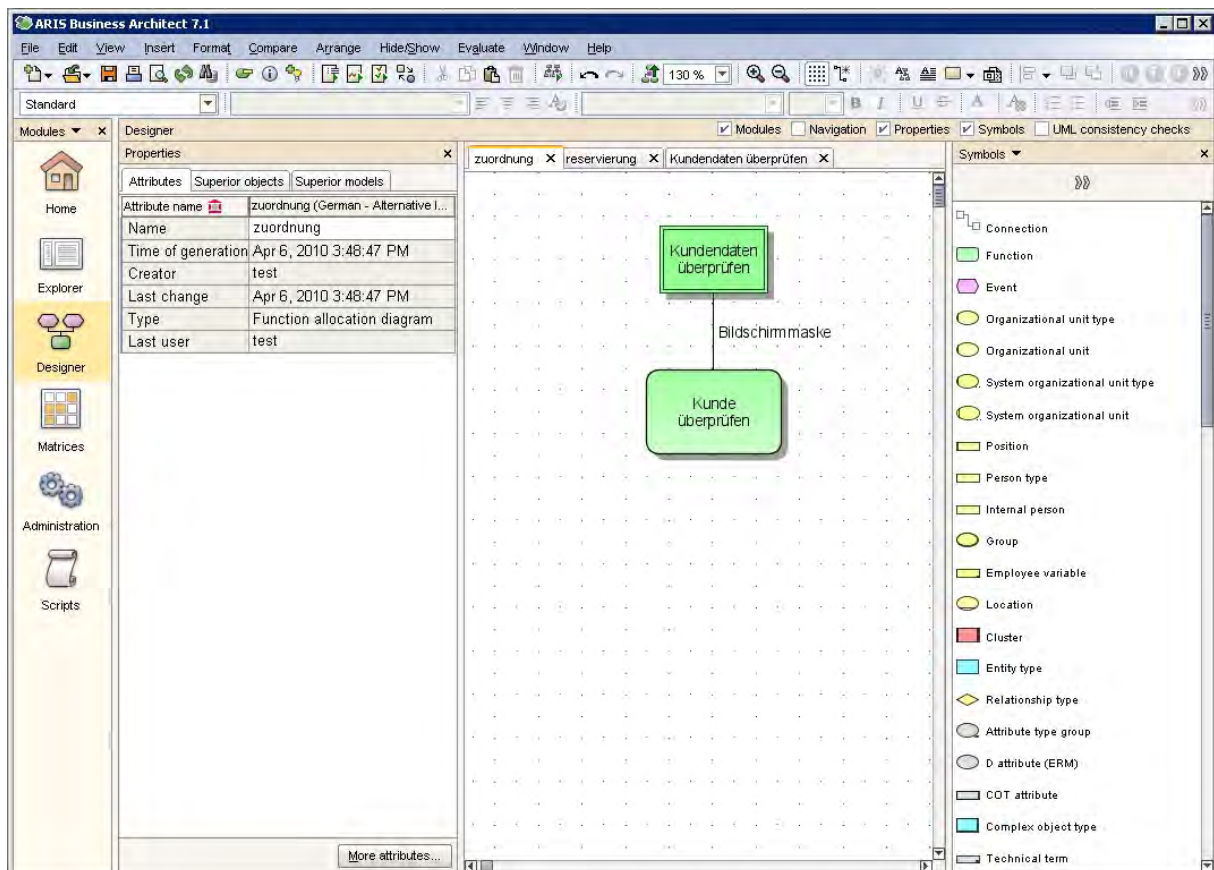 ARIS Business Architect 7.1
File Edit View Insert Format Compare Arrange Hide/Show Evaluate Window Help
130 %
Standard
B I U A
Modules
Designer
Modules Navigation Properties Symbols UML consistency checks
Home
Explorer
Designer
Matrices
Administration
Scripts
Properties
Attributes Superior objects Superior models
Attribute name zuordnung (German - Alternative l...
Name zuordnung
Time of generation Apr 6, 2010 3:48:47 PM
Creator test
Last change Apr 6, 2010 3:48:47 PM
Type Function allocation diagram
Last user test
More attributes...
zuordnung reservierung Kundendaten überprüfen
Kundendaten
überprüfen
Bildschirmmaske
Kunde
überprüfen
Symbols
Connection
Function
Event
Organizational unit type
Organizational unit
System organizational unit type
System organizational unit
Position
Person type
Internal person
Group
Employee variable
Location
Cluster
Entity type
Relationship type
Attribute type group
D attribute (ERM)
COT attribute
Complex object type
Technical term